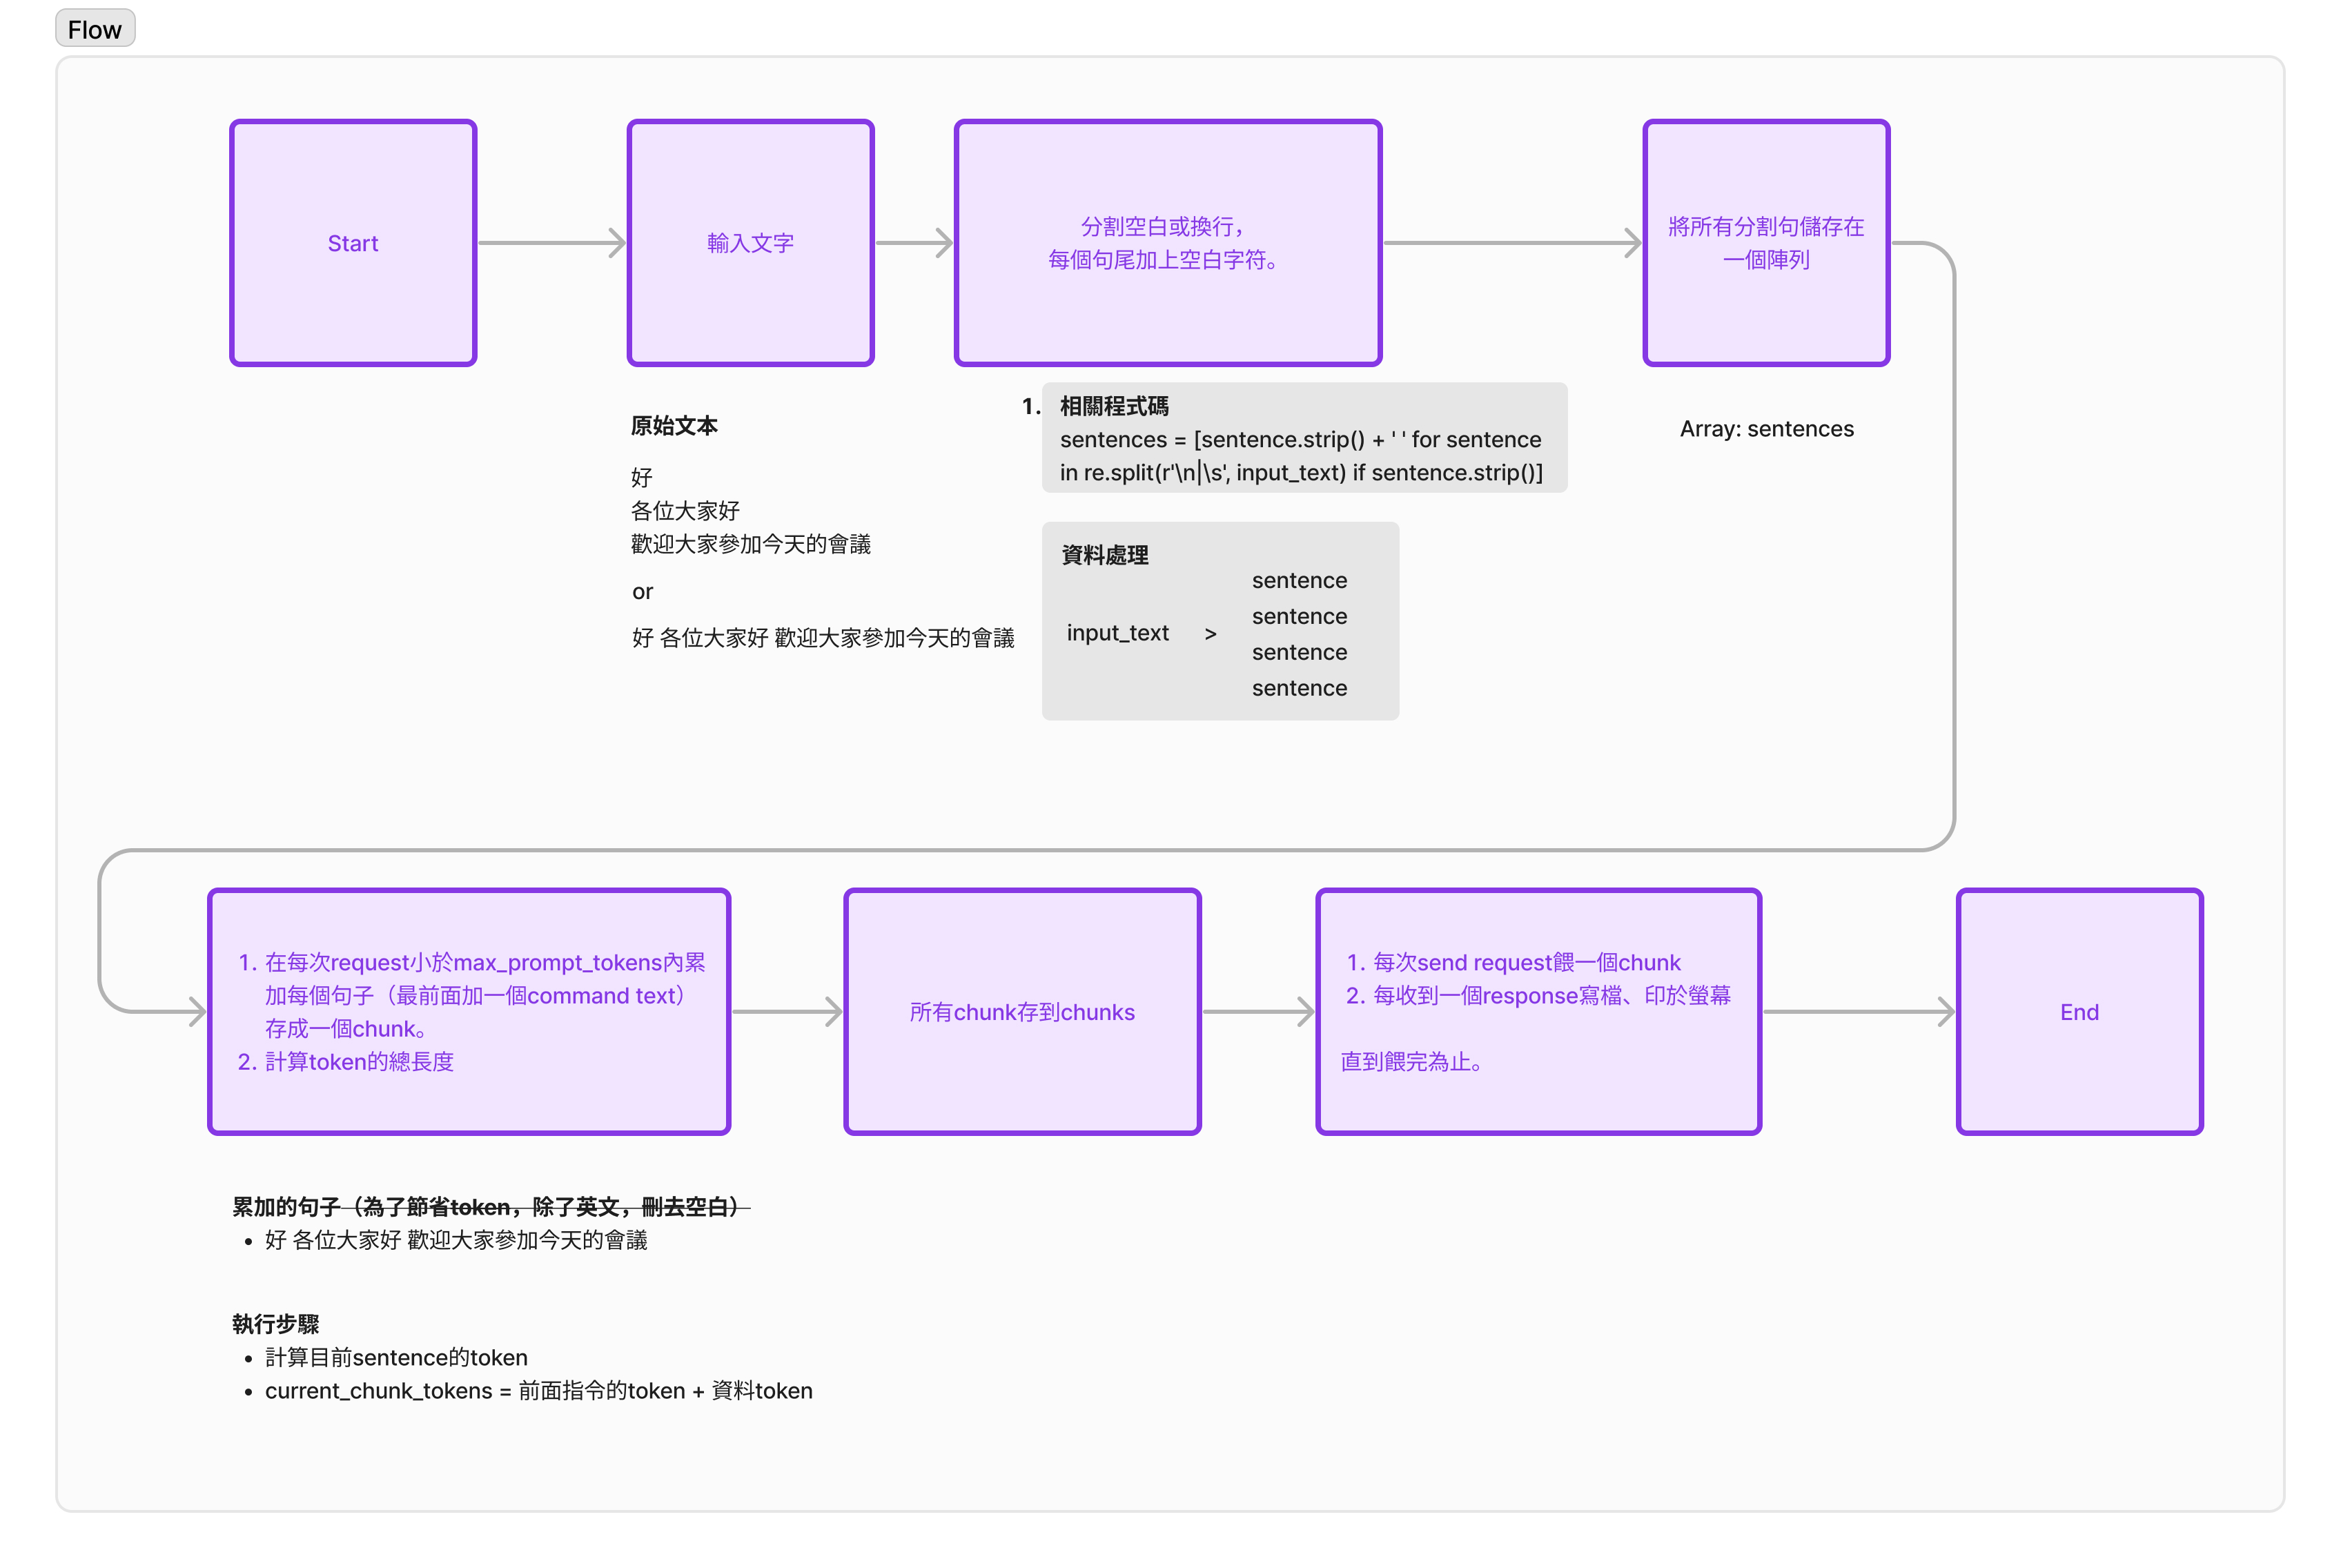 Flow
Start
輸入文字
分割空白或換行，
每個句尾加上空白字符。
將所有分割句儲存在
一個陣列
原始文本
好
各位大家好
歡迎大家參加今天的會議
or
好 各位大家好 歡迎大家參加今天的會議
1. 相關程式碼
sentences = [sentence.strip() + ' ' for sentence
in re.split(r'\n|\s', input_text) if sentence.strip()]
資料處理
input_text >
sentence
sentence
sentence
sentence
Array: sentences
1. 在每次request小於max_prompt_tokens內累
加每個句子（最前面加一個command text）
存成一個chunk。
2. 計算token的總長度
所有chunk存到chunks
1. 每次send request餵一個chunk
2. 每收到一個response寫檔、印於螢幕
直到餵完為止。
End
累加的句子（為了節省token，除了英文，刪去空白）
• 好 各位大家好 歡迎大家參加今天的會議
執行步驟
• 計算目前sentence的token
• current_chunk_tokens = 前面指令的token + 資料token